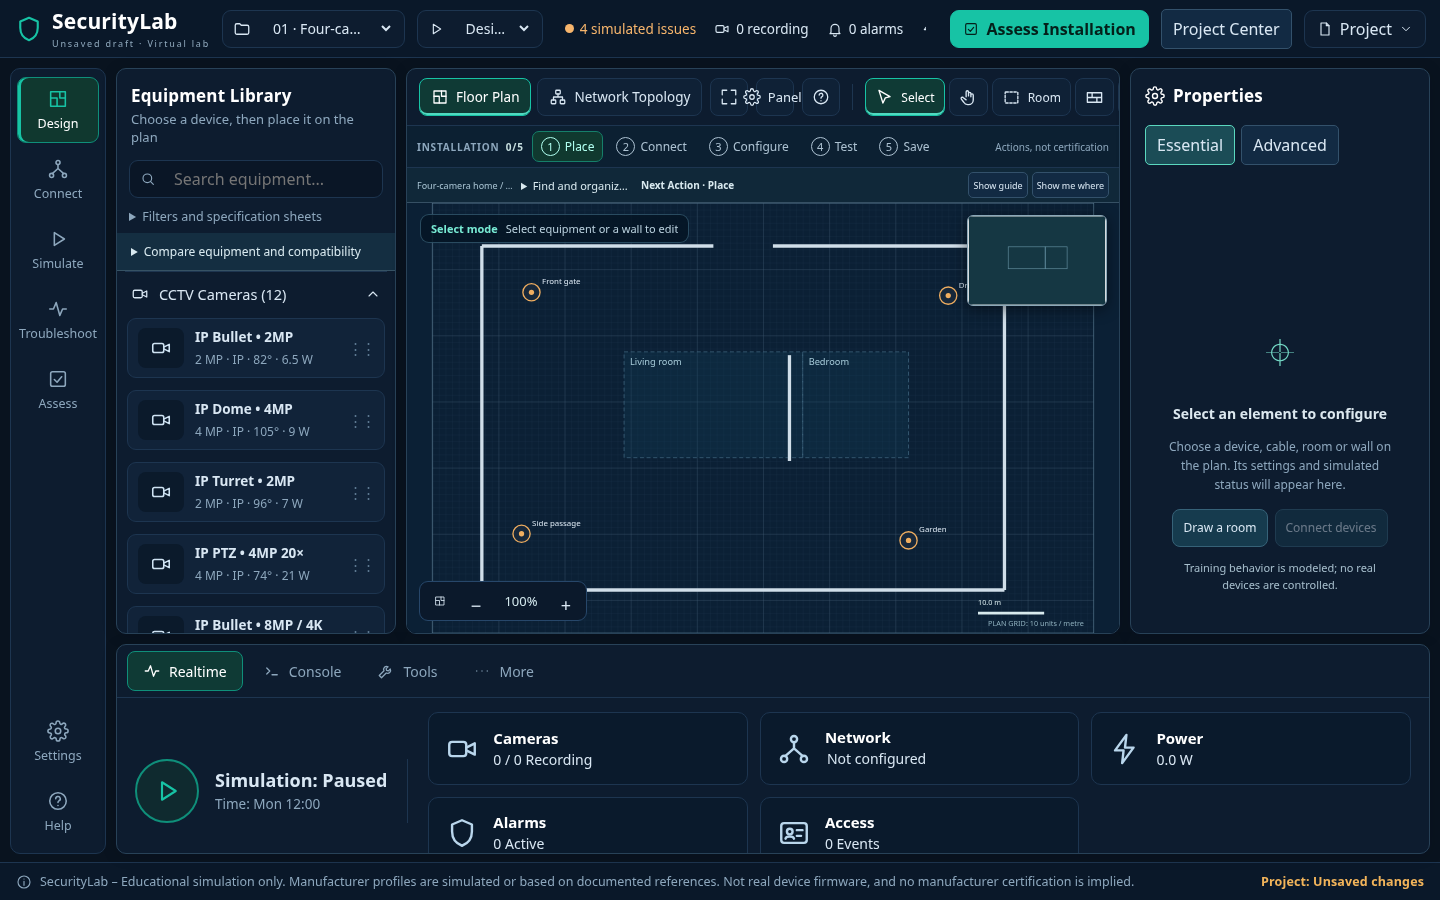 SecurityLab
Unsaved draft · Virtual lab
01 · Four-ca...
Desi...
4 simulated issues
0 recording
0 alarms
Assess Installation
Project Center
Project
Design
Connect
Simulate
Troubleshoot
Assess
Settings
Help
Equipment Library
Choose a device, then place it on the
plan
Search equipment...
Filters and specification sheets
Compare equipment and compatibility
CCTV Cameras (12)
IP Bullet • 2MP
2 MP · IP · 82° · 6.5 W
IP Dome • 4MP
4 MP · IP · 105° · 9 W
IP Turret • 2MP
2 MP · IP · 96° · 7 W
IP PTZ • 4MP 20×
4 MP · IP · 74° · 21 W
IP Bullet • 8MP / 4K
Floor Plan
Network Topology
Panel
Select
Room
INSTALLATION 0/5
1 Place
2 Connect
3 Configure
4 Test
5 Save
Actions, not certification
Four-camera home / ...
Find and organiz...
Next Action · Place
Show guide
Show me where
Select mode Select equipment or a wall to edit
Front gate
Dr
Living room
Bedroom
Side passage
Garden
100%
10.0 m
PLAN GRID: 10 units / metre
Properties
Essential
Advanced
Select an element to configure
Choose a device, cable, room or wall on
the plan. Its settings and simulated
status will appear here.
Draw a room
Connect devices
Training behavior is modeled; no real
devices are controlled.
Realtime
Console
Tools
More
Simulation: Paused
Time: Mon 12:00
Cameras
0 / 0 Recording
Network
Not configured
Power
0.0 W
Alarms
0 Active
Access
0 Events
SecurityLab – Educational simulation only. Manufacturer profiles are simulated or based on documented references. Not real device firmware, and no manufacturer certification is implied.
Project: Unsaved changes